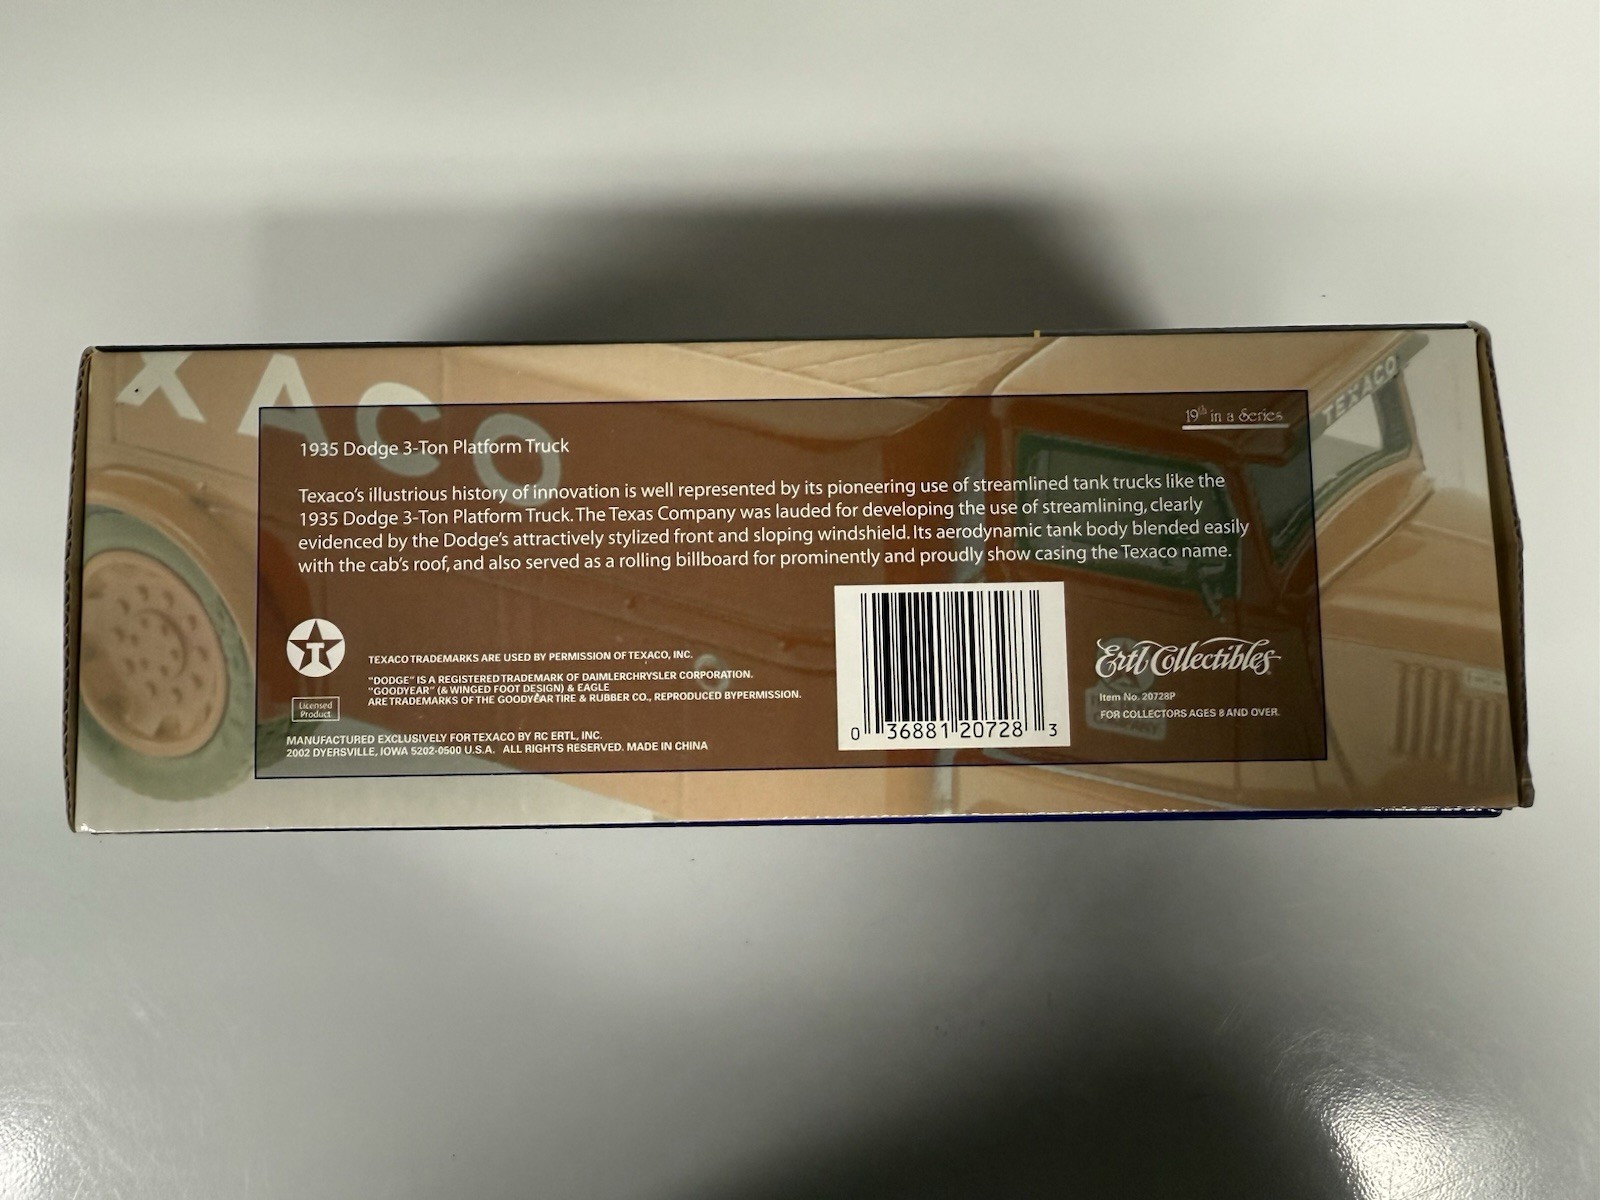 XACO
TEXACO
19th in a Series
1935 Dodge 3-Ton Platform Truck
Texaco's illustrious history of innovation is well represented by its pioneering use of streamlined tank trucks like the
1935 Dodge 3-Ton Platform Truck. The Texas Company was lauded for developing the use of streamlining, clearly
evidenced by the Dodge's attractively stylized front and sloping windshield. Its aerodynamic tank body blended easily
with the cab's roof, and also served as a rolling billboard for prominently and proudly show casing the Texaco name.
T
Licensed
Product
TEXACO TRADEMARKS ARE USED BY PERMISSION OF TEXACO, INC.
"DODGE" IS A REGISTERED TRADEMARK OF DAIMLERCHRYSLER CORPORATION.
"GOODYEAR" (& WINGED FOOT DESIGN) & EAGLE
ARE TRADEMARKS OF THE GOODYEAR TIRE & RUBBER CO., REPRODUCED BY PERMISSION.
MANUFACTURED EXCLUSIVELY FOR TEXACO BY RC ERTL, INC.
2002 DYERSVILLE, IOWA 5202-0500 U.S.A. ALL RIGHTS RESERVED. MADE IN CHINA
0 36881 20728 3
Ertl Collectibles
Item No. 20728P
FOR COLLECTORS AGES 8 AND OVER.